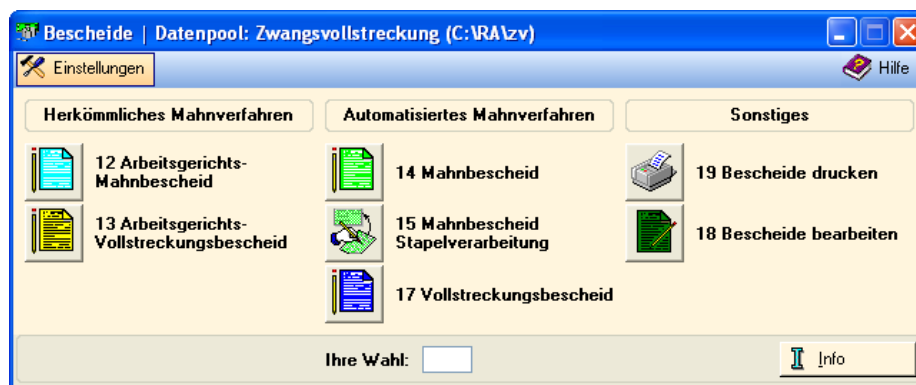 Bescheide | Datenpool: Zwangsvollstreckung (C:\RA\zv)
Einstellungen
Hilfe
Herkömmliches Mahnverfahren
Automatisiertes Mahnverfahren
Sonstiges
12 Arbeitsgerichts-
Mahnbescheid
14 Mahnbescheid
19 Bescheide drucken
13 Arbeitsgerichts-
Vollstreckungsbescheid
15 Mahnbescheid
Stapelverarbeitung
18 Bescheide bearbeiten
17 Vollstreckungsbescheid
Ihre Wahl:
Info